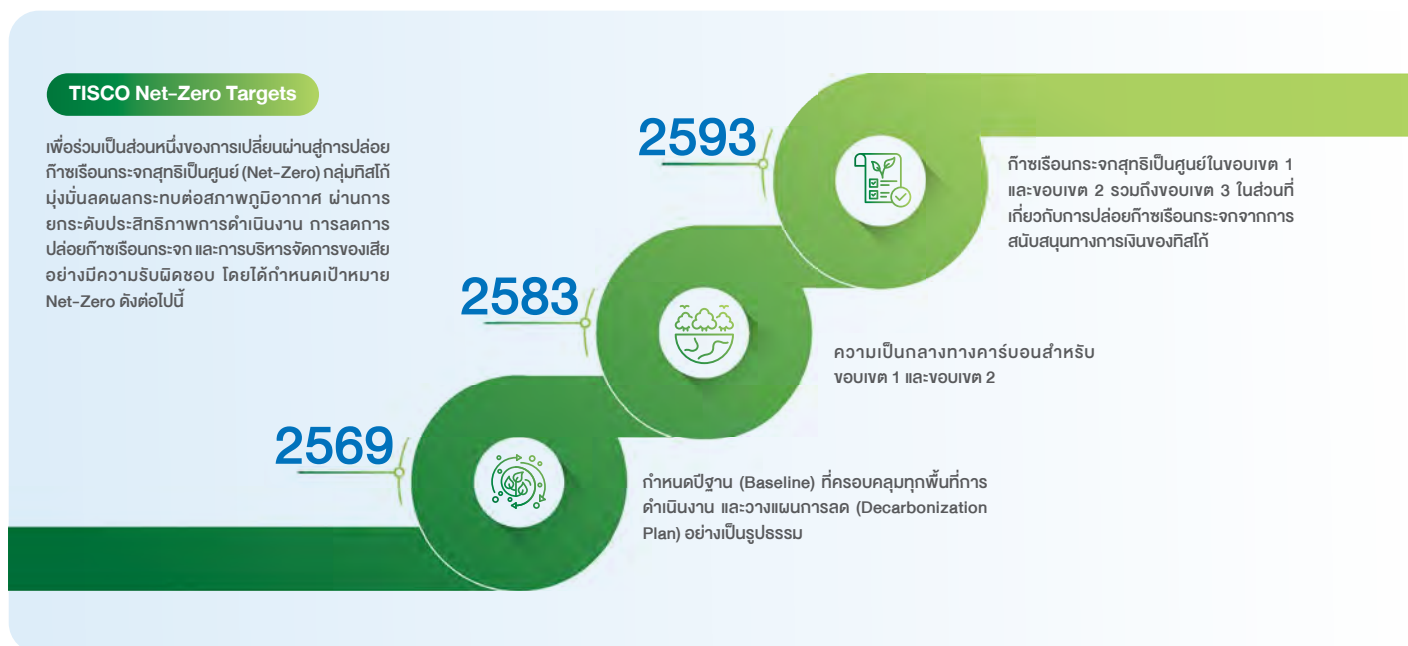 TISCO Net-Zero Targets
เพื่อร่วมเป็นส่วนหนึ่งของการเปลี่ยนผ่านสู่การปล่อย
ก๊าซเรือนกระจกสุทธิเป็นศูนย์ (Net-Zero) กลุ่มทิสโก้
มุ่งมั่นลดผลกระทบต่อสภาพภูมิอากาศ ผ่านการ
ยกระดับประสิทธิภาพการดำเนินงาน การลดการ
ปล่อยก๊าซเรือนกระจก และการบริหารจัดการของเสีย
อย่างมีความรับผิดชอบ โดยได้กำหนดเป้าหมาย
Net-Zero ดังต่อไปนี้
2593
ก๊าซเรือนกระจกสุทธิเป็นศูนย์ในขอบเขต 1
และขอบเขต 2 รวมถึงขอบเขต 3 ในส่วนที่
เกี่ยวกับการปล่อยก๊าซเรือนกระจกจากการ
สนับสนุนทางการเงินของทิสโก้
2583
ความเป็นกลางทางคาร์บอนสำหรับ
ขอบเขต 1 และขอบเขต 2
2569
กำหนดปีฐาน (Baseline) ที่ครอบคลุมทุกพื้นที่การ
ดำเนินงาน และวางแผนการลด (Decarbonization
Plan) อย่างเป็นรูปธรรม